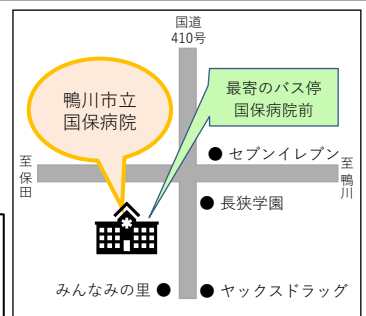 国道
410号
鴨川市立
国保病院
最寄のバス停
国保病院前
セブンイレブン
至保田
至鴨川
長狭学園
みんなみの里
ヤックスドラッグ